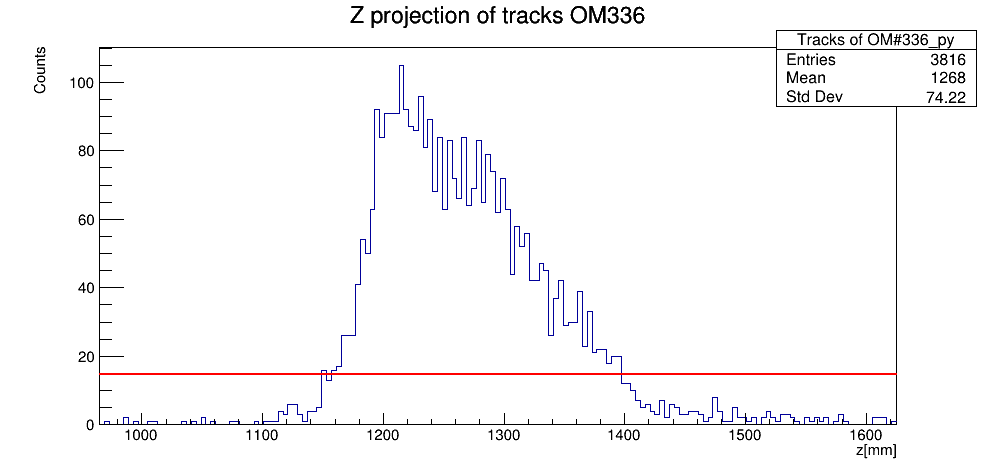 Z projection of tracks OM336
Counts
Tracks of OM#336_py
Entries 3816
Mean 1268
Std Dev 74.22
100
80
60
40
20
0
1000 1100 1200 1300 1400 1500 1600
z[mm]